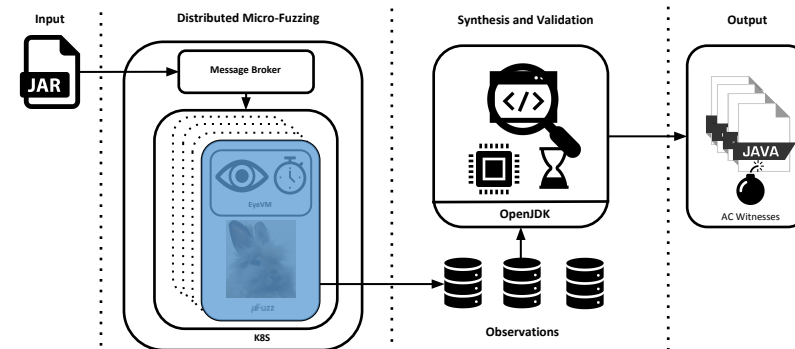 Input
Distributed Micro-Fuzzing
Synthesis and Validation
Output
JAR
Message Broker
EyeVM
μFuzz
K8S
</>
OpenJDK
Observations
JAVA
AC Witnesses